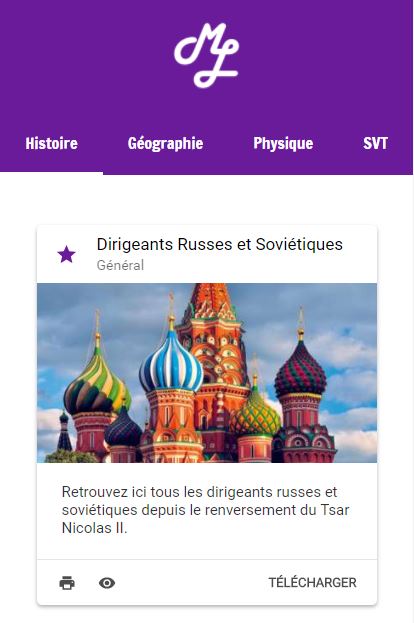 ML
Histoire
Géographie
Physique
SVT
Dirigeants Russes et Soviétiques
Général
Retrouvez ici tous les dirigeants russes et
soviétiques depuis le renversement du Tsar
Nicolas II.
TÉLÉCHARGER